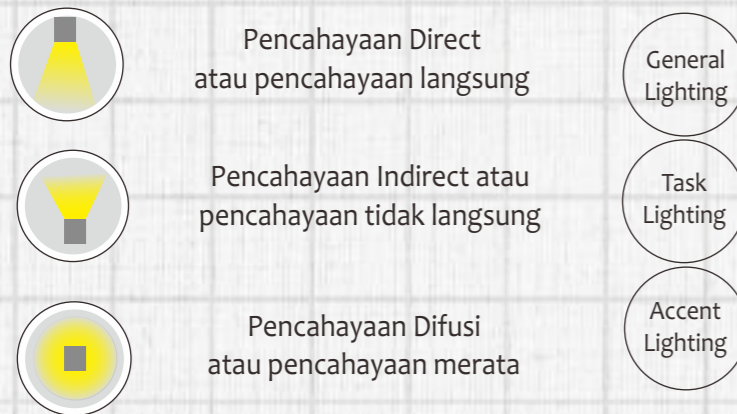 Pencahayaan Direct
atau pencahayaan langsung
General
Lighting
Pencahayaan Indirect atau
pencahayaan tidak langsung
Task
Lighting
Pencahayaan Difusi
atau pencahayaan merata
Accent
Lighting